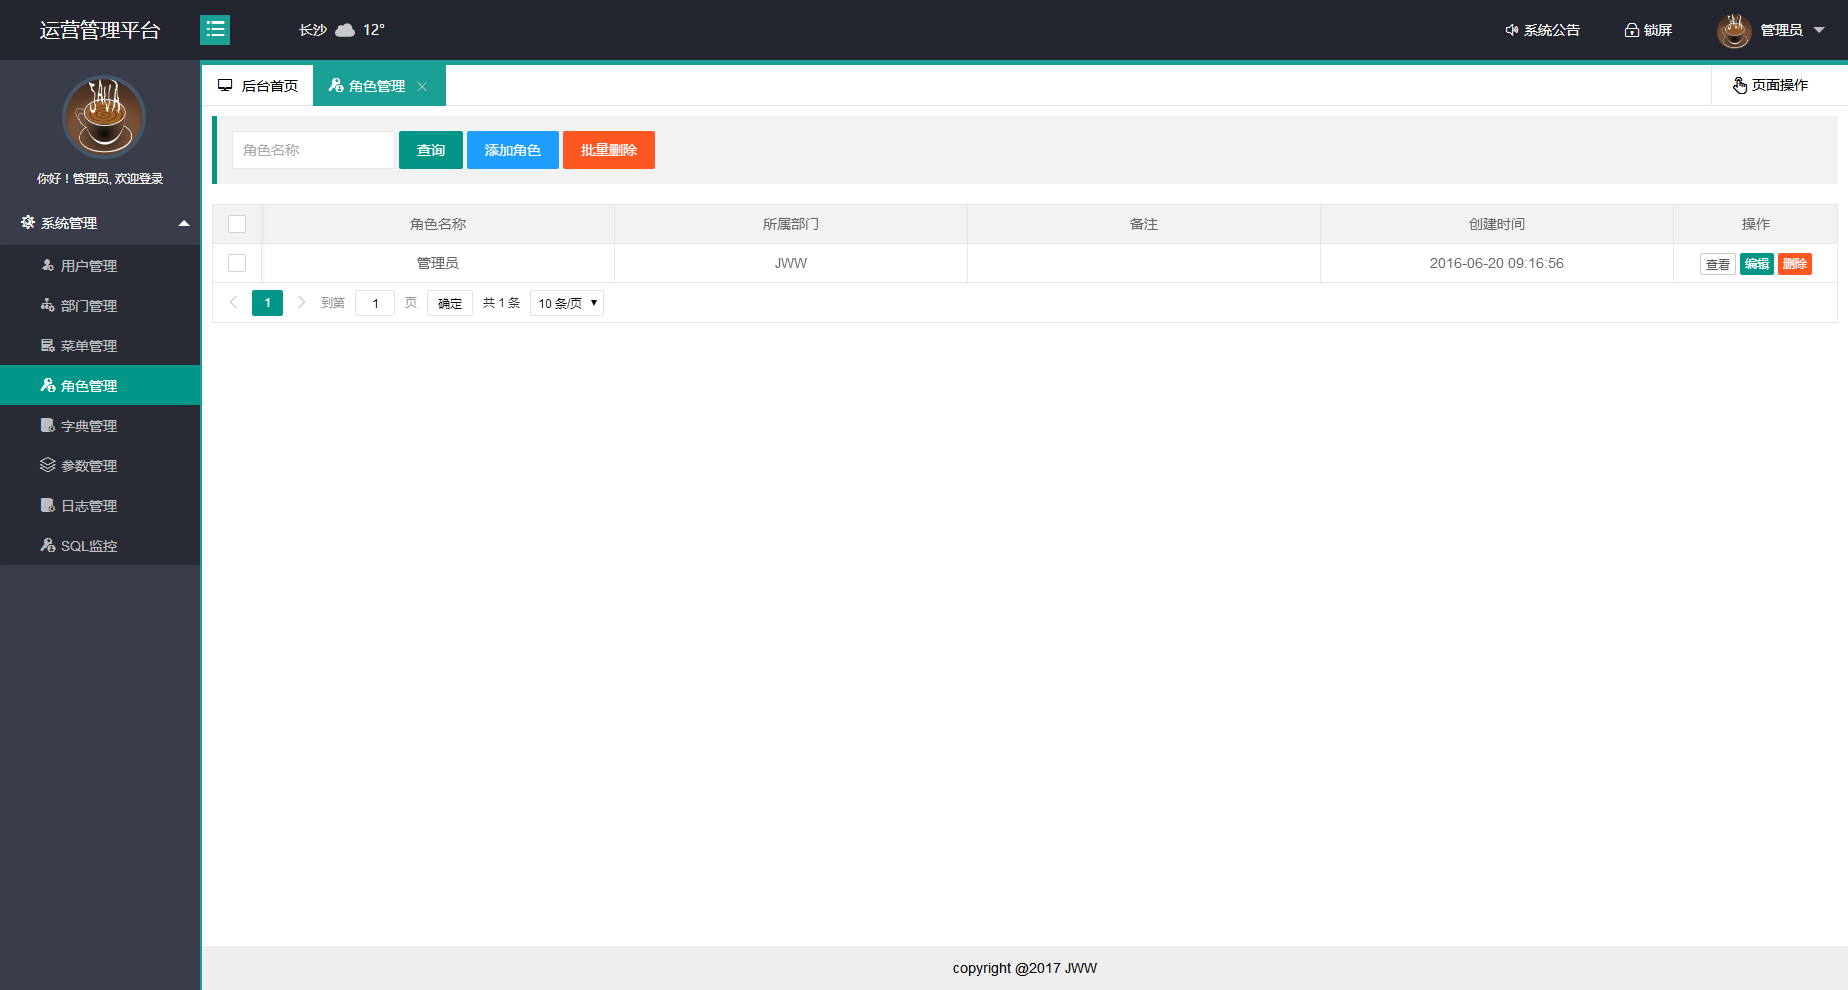 运营管理平台
长沙 12°
系统公告
锁屏
管理员
JAVA
你好！管理员, 欢迎登录
系统管理
用户管理
部门管理
菜单管理
角色管理
字典管理
参数管理
日志管理
SQL监控
后台首页
角色管理
页面操作
角色名称
查询
添加角色
批量删除
角色名称 所属部门 备注 创建时间 操作
管理员 JWW 2016-06-20 09:16:56 查看 编辑 删除
1 到第 1 页 确定 共 1 条 10 条/页
copyright @2017 JWW